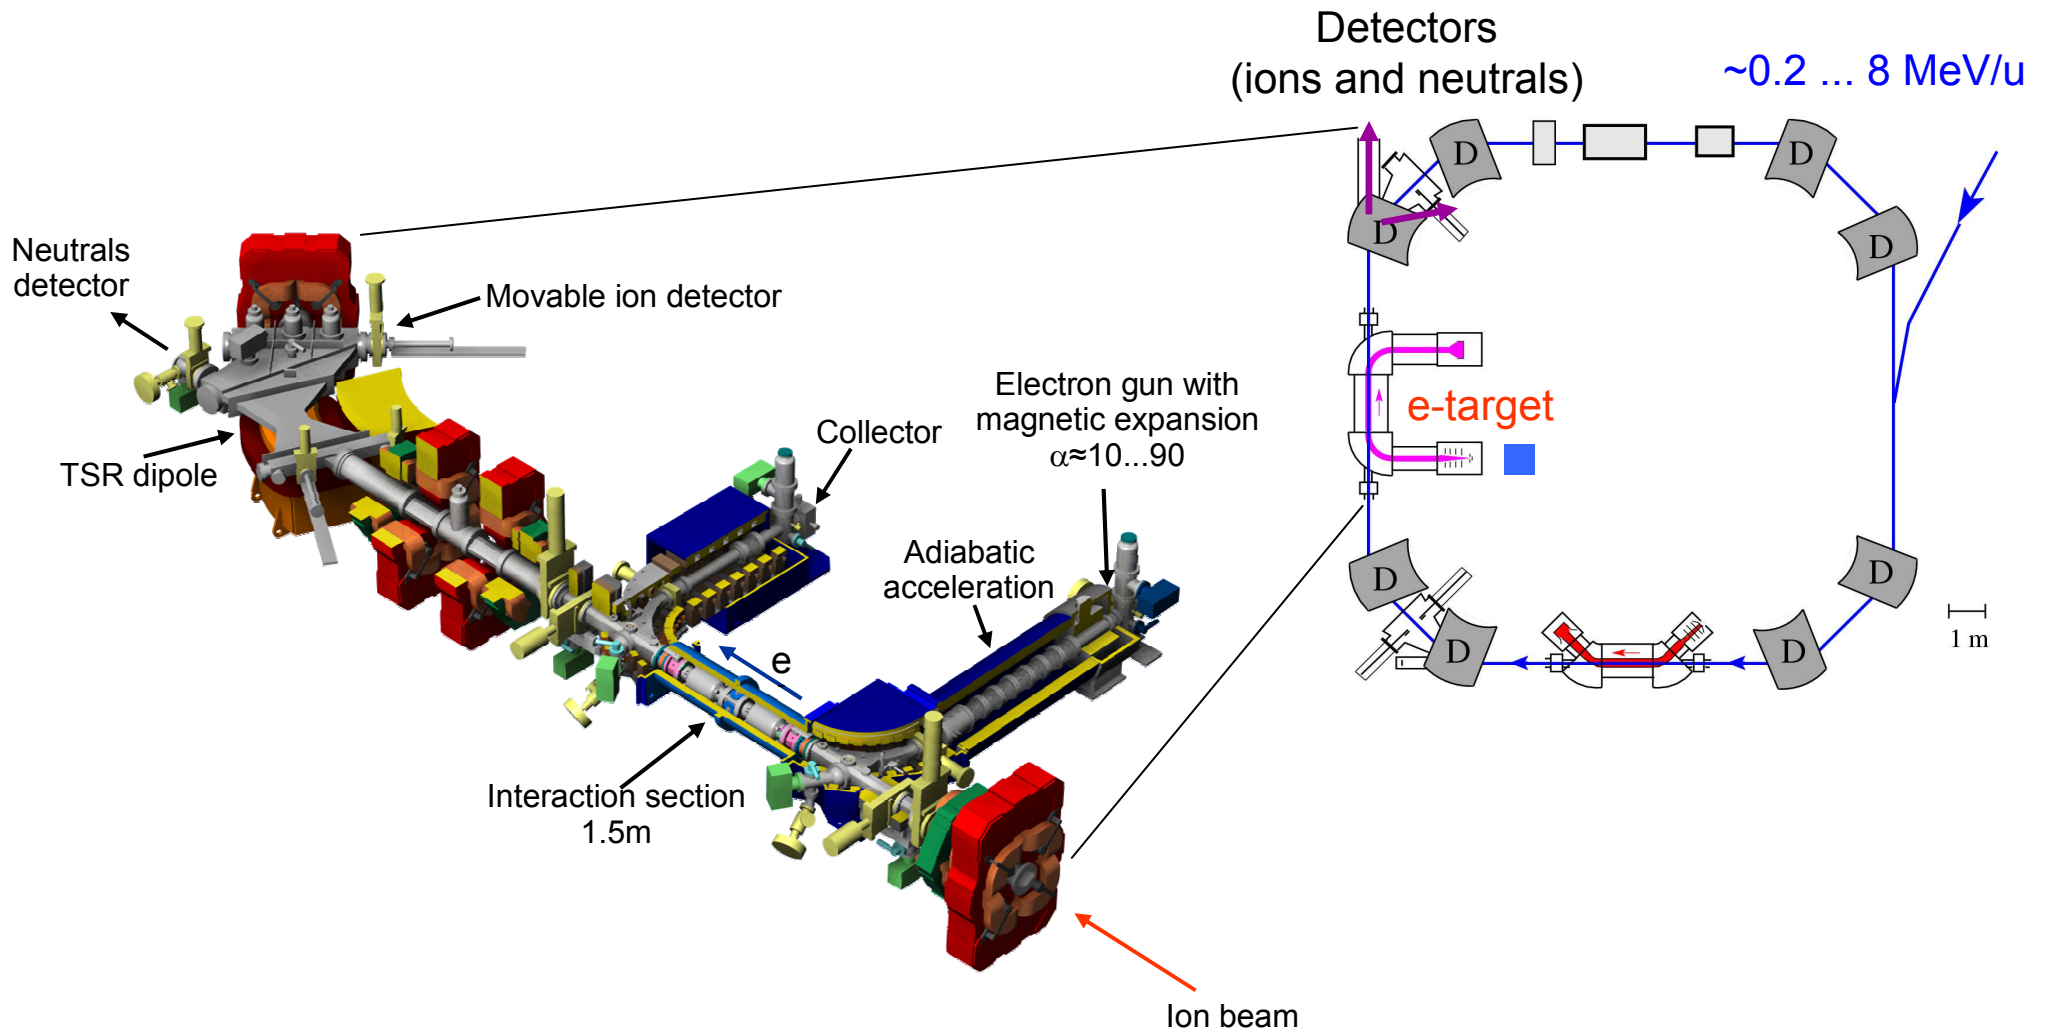 Detectors
(ions and neutrals)
~0.2 ... 8 MeV/u
Neutrals
detector
Movable ion detector
TSR dipole
Collector
Electron gun with
magnetic expansion
α≈10...90
Adiabatic
acceleration
e
Interaction section
1.5m
Ion beam
D
D
D
D
e-target
D
D
D
D
1 m